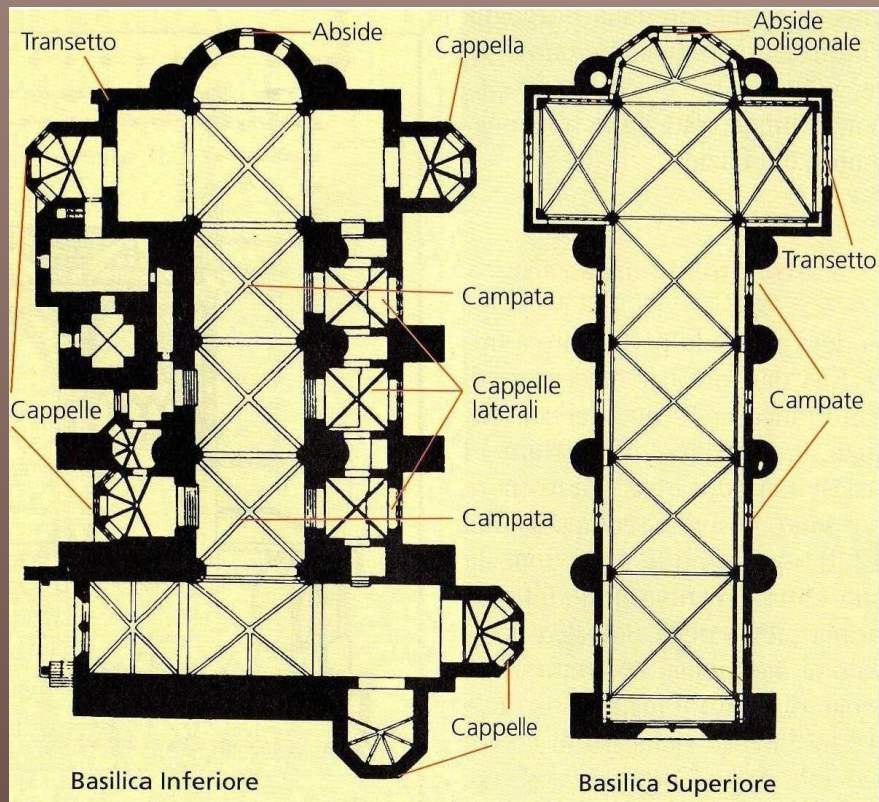 Transetto
Abside
Cappella
Abside
poligonale
Transetto
Campata
Cappelle
laterali
Campate
Cappelle
Campata
Cappelle
Basilica Inferiore
Basilica Superiore